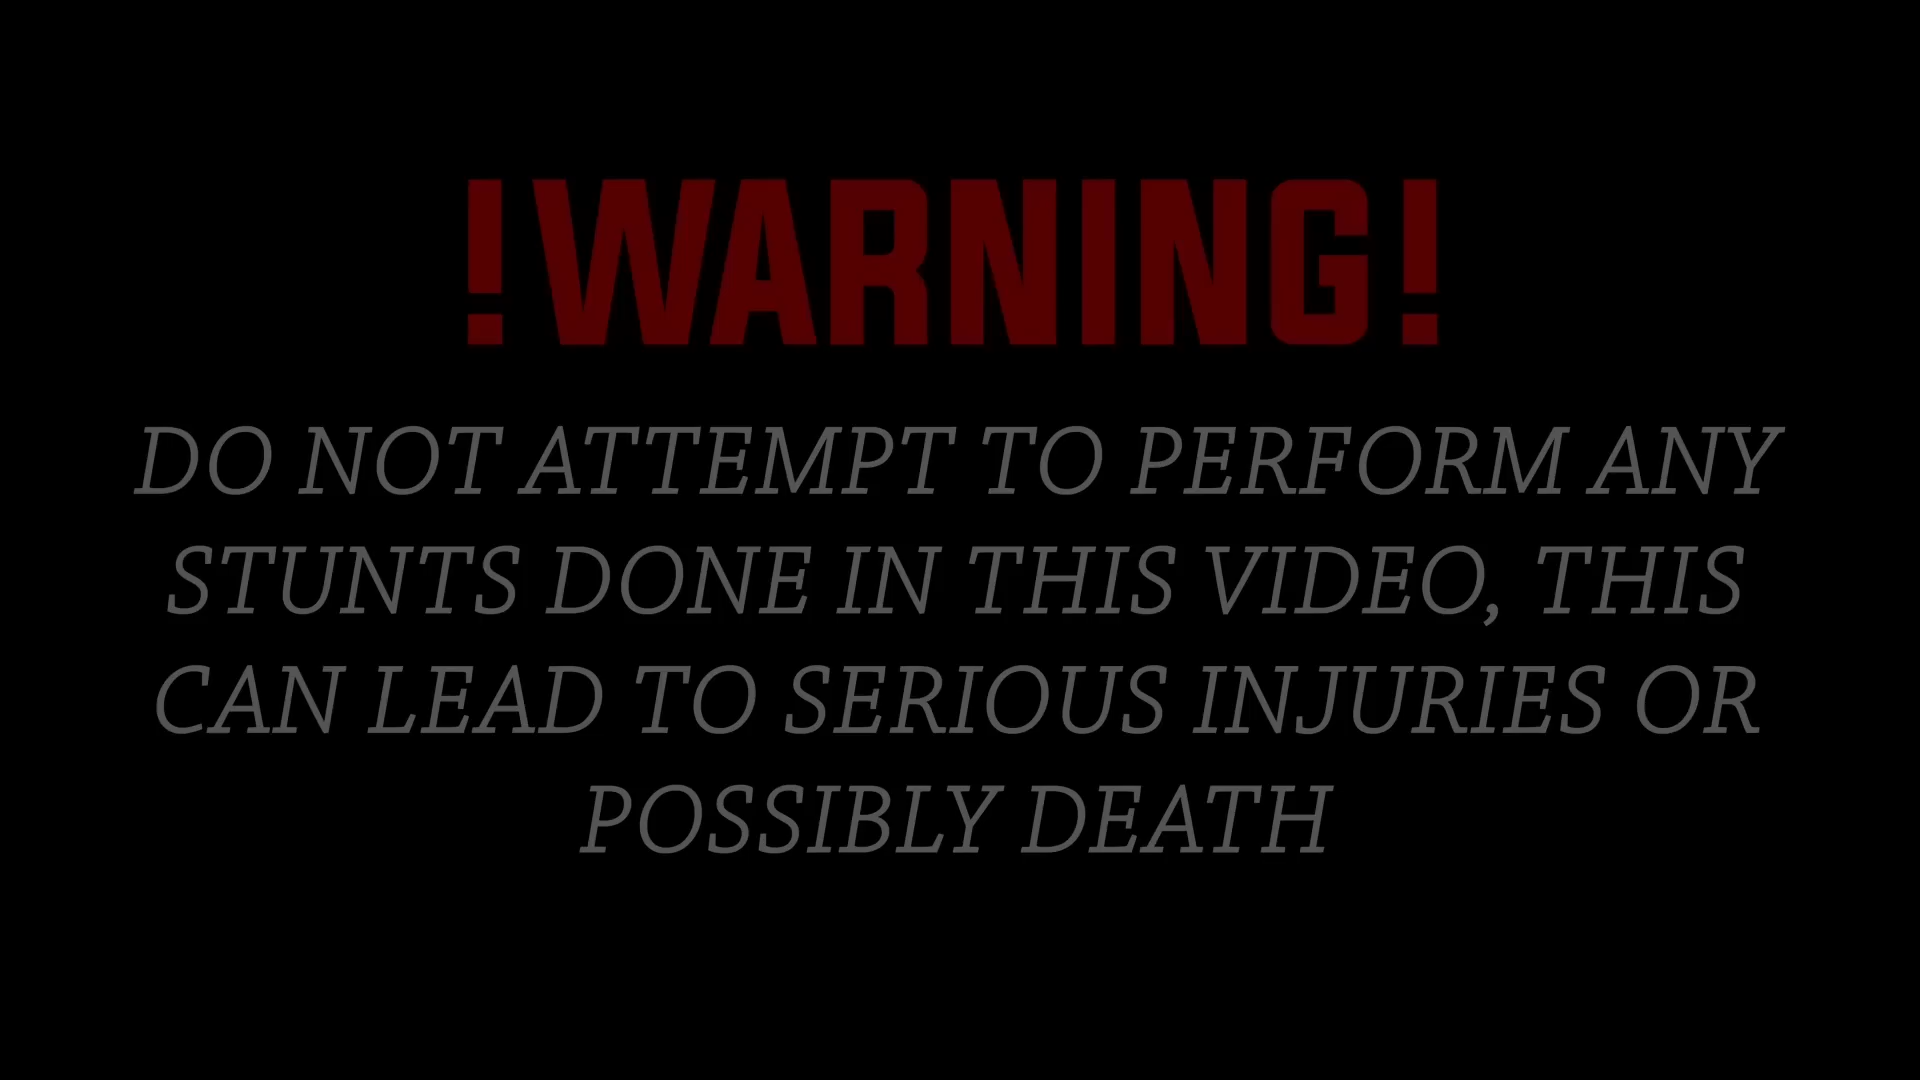 !WARNING!
DO NOT ATTEMPT TO PERFORM ANY
STUNTS DONE IN THIS VIDEO, THIS
CAN LEAD TO SERIOUS INJURIES OR
POSSIBLY DEATH